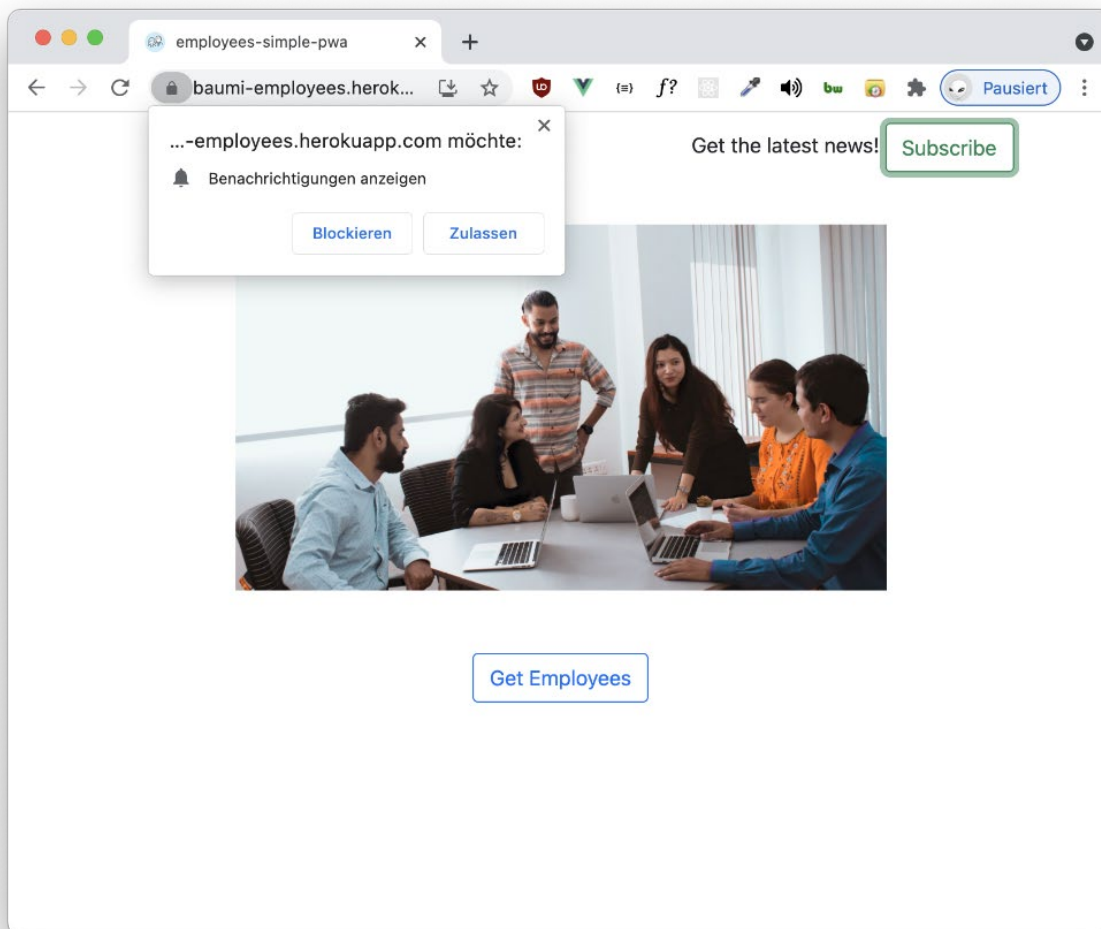 employees-simple-pwa
baumi-employees.herok...
{=}
f?
bw
Pausiert
...-employees.herokuapp.com möchte:
Benachrichtigungen anzeigen
Blockieren
Zulassen
Get the latest news!
Subscribe
Get Employees